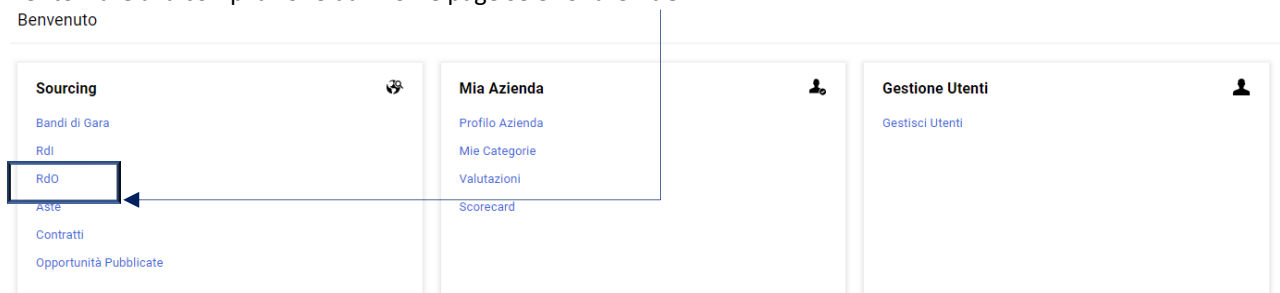 Benvenuto
Sourcing
Bandi di Gara
RdI
RdO
Aste
Contratti
Opportunità Pubblicate
Mia Azienda
Profilo Azienda
Mie Categorie
Valutazioni
Scorecard
Gestione Utenti
Gestisci Utenti